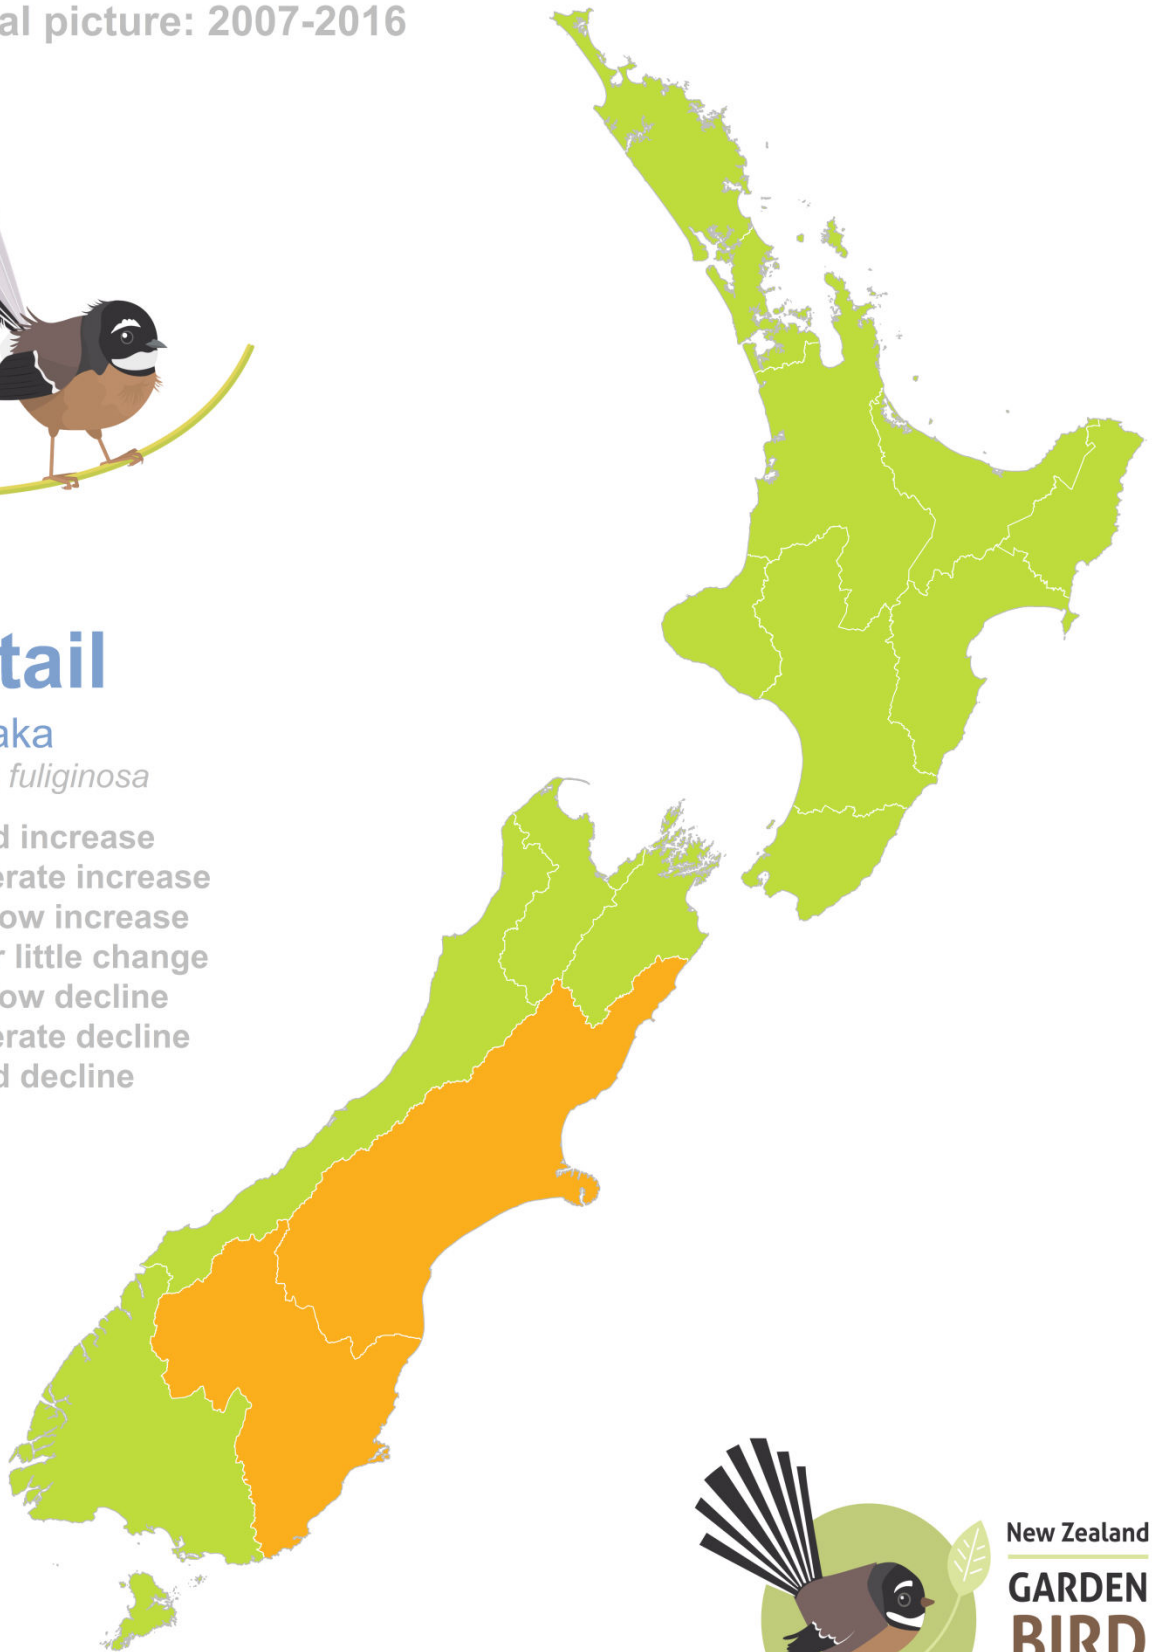 al picture: 2007-2016
tail
aka
fuliginosa
d increase
erate increase
ow increase
r little change
ow decline
erate decline
d decline
New Zealand
GARDEN
BIRD